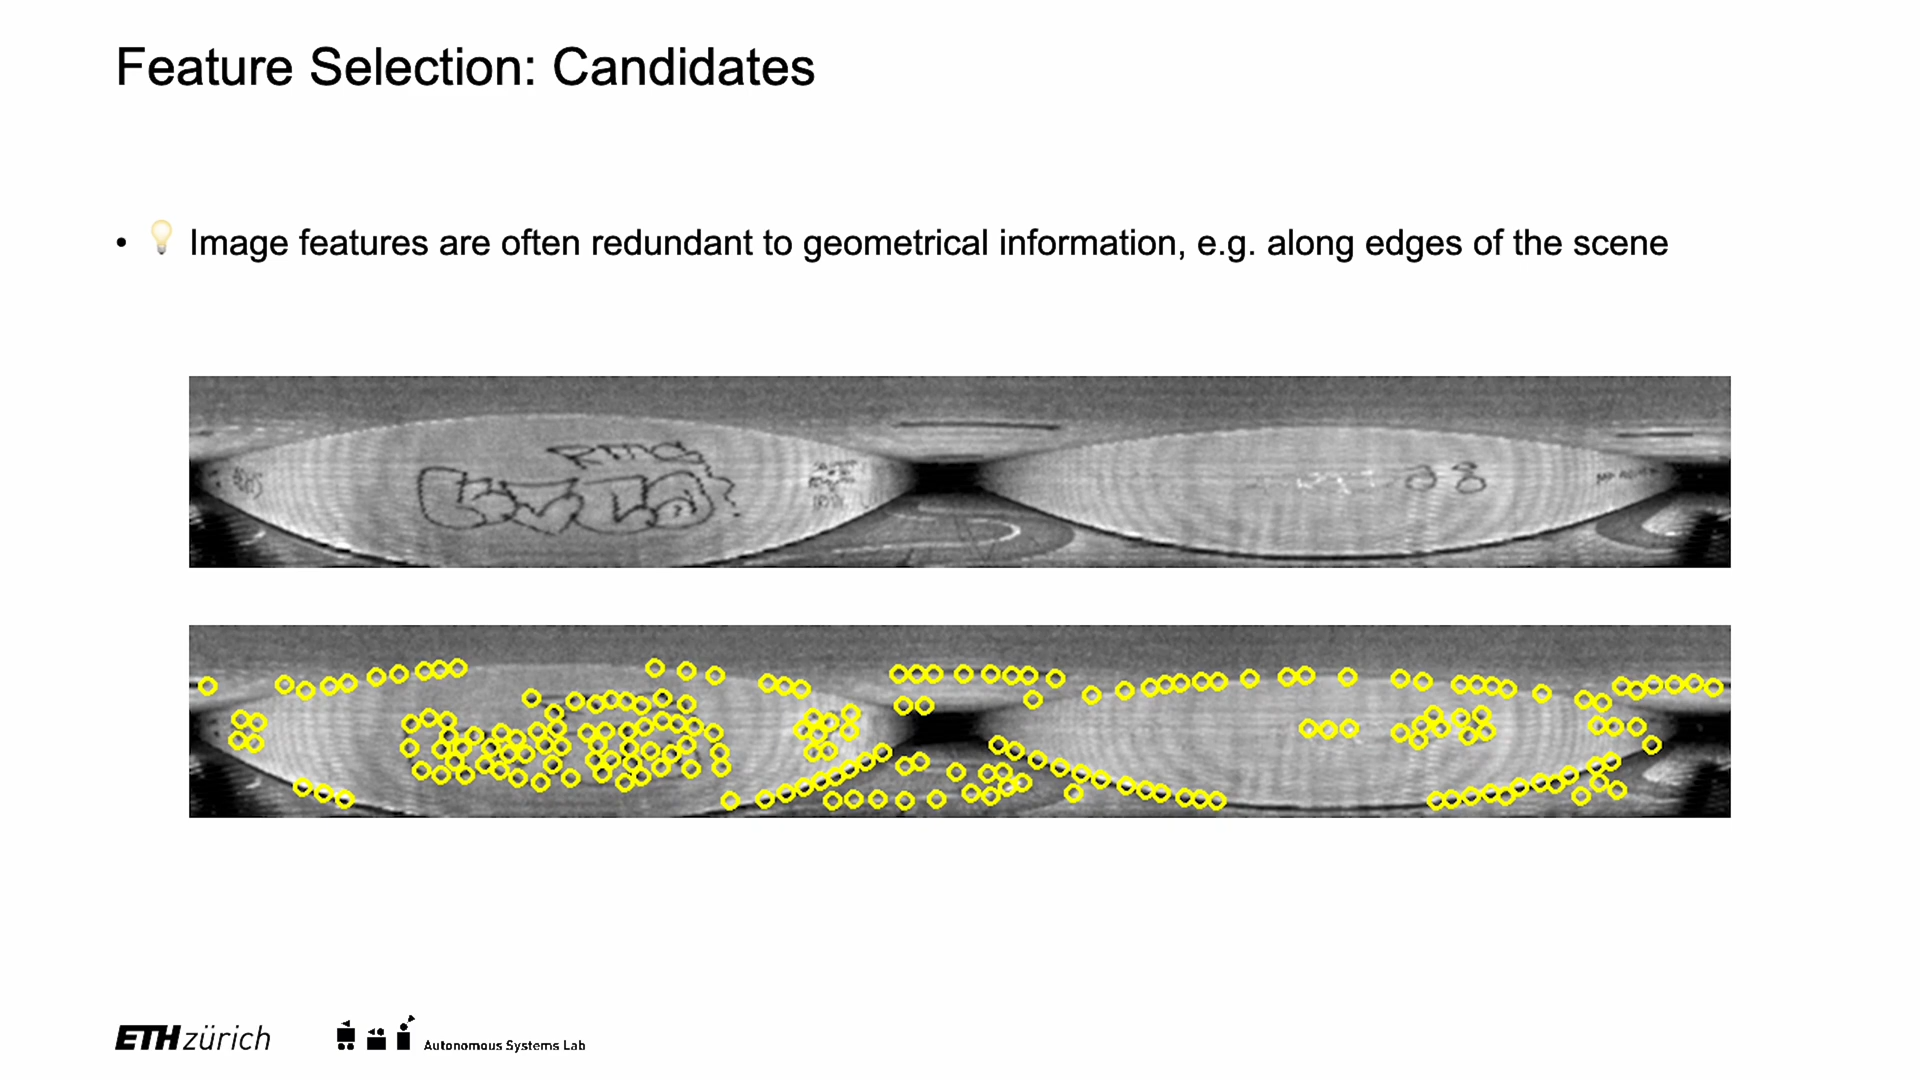 Feature Selection: Candidates
• 💡 Image features are often redundant to geometrical information, e.g. along edges of the scene
ETH zürich
Autonomous Systems Lab